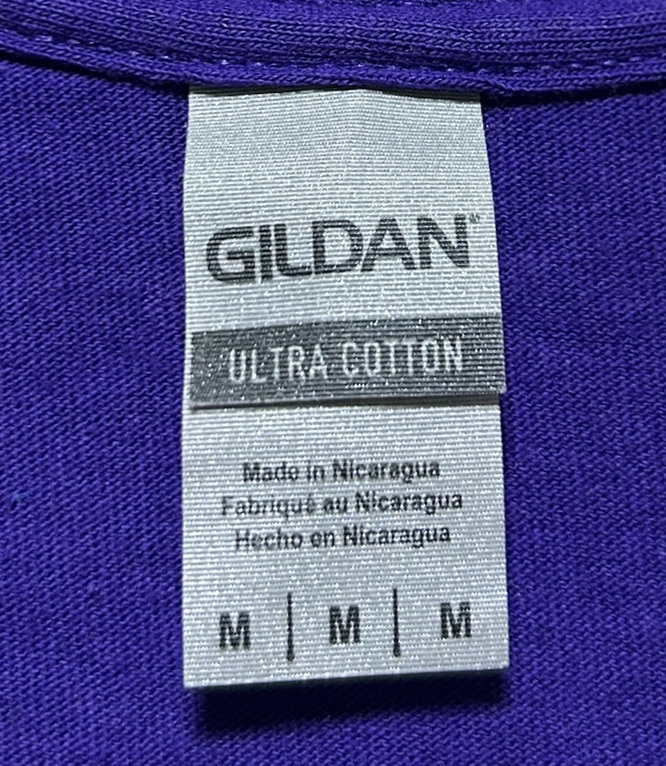 GILDAN®
ULTRA COTTON
Made in Nicaragua
Fabriqué au Nicaragua
Hecho en Nicaragua
M | M | M